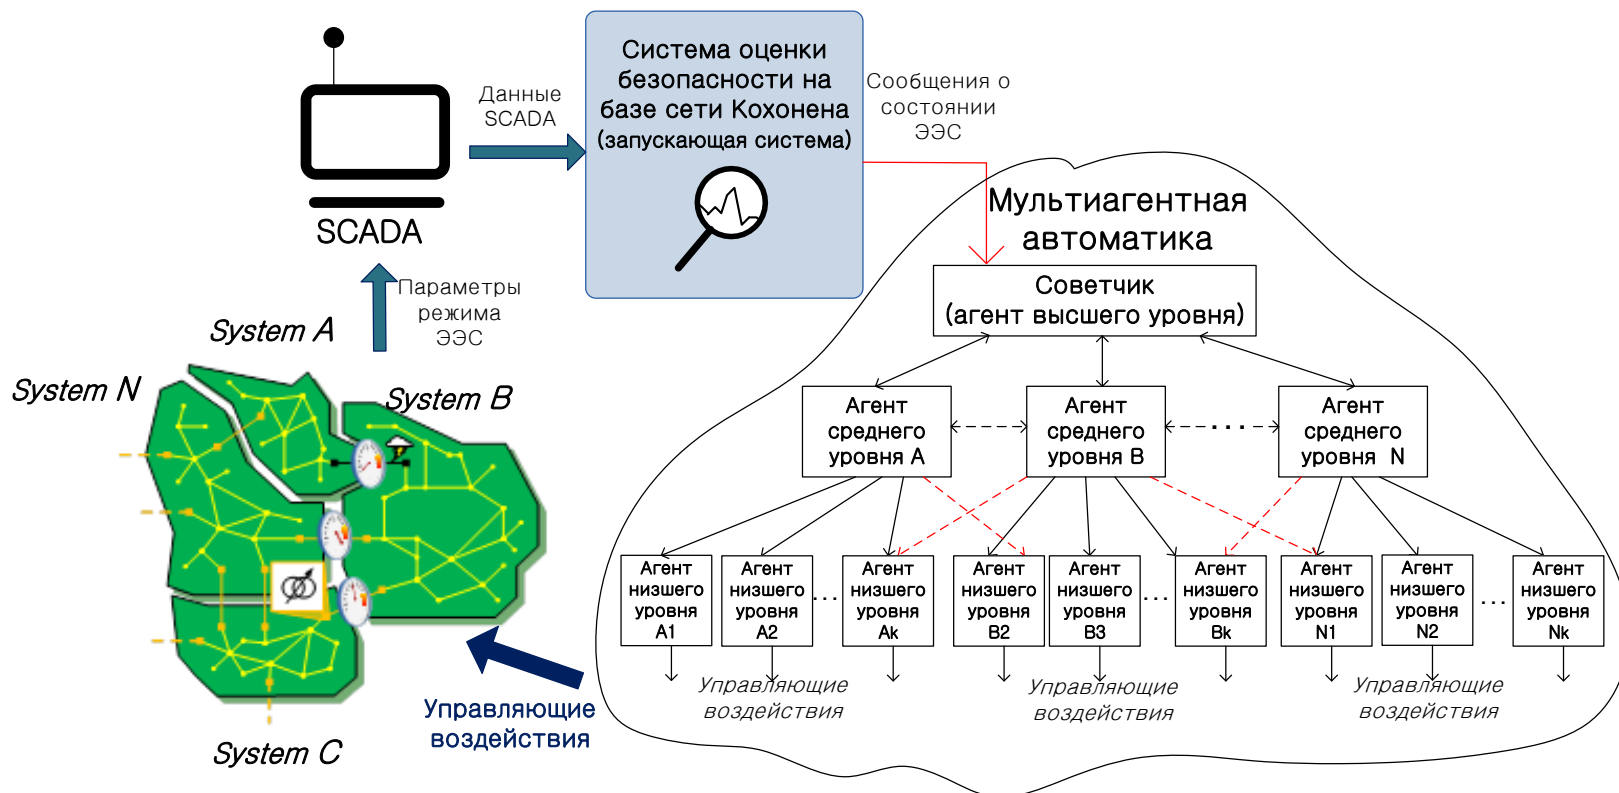 Система оценки
безопасности на
базе сети Кохонена
(запускающая система)
Данные
SCADA
Сообщения о
состоянии
ЭЭС
SCADA
Параметры
режима
ЭЭС
System A
System N
System B
System C
Управляющие
воздействия
Мультиагентная
автоматика
Советчик
(агент высшего уровня)
Агент
среднего
уровня A
Агент
среднего
уровня B
...
Агент
среднего
уровня N
Агент
низшего
уровня
A1
Агент
низшего
уровня
A2
...
Агент
низшего
уровня
Ak
Агент
низшего
уровня
B2
Агент
низшего
уровня
B3
...
Агент
низшего
уровня
Bk
Агент
низшего
уровня
N1
Агент
низшего
уровня
N2
...
Агент
низшего
уровня
Nk
Управляющие
воздействия
Управляющие
воздействия
Управляющие
воздействия